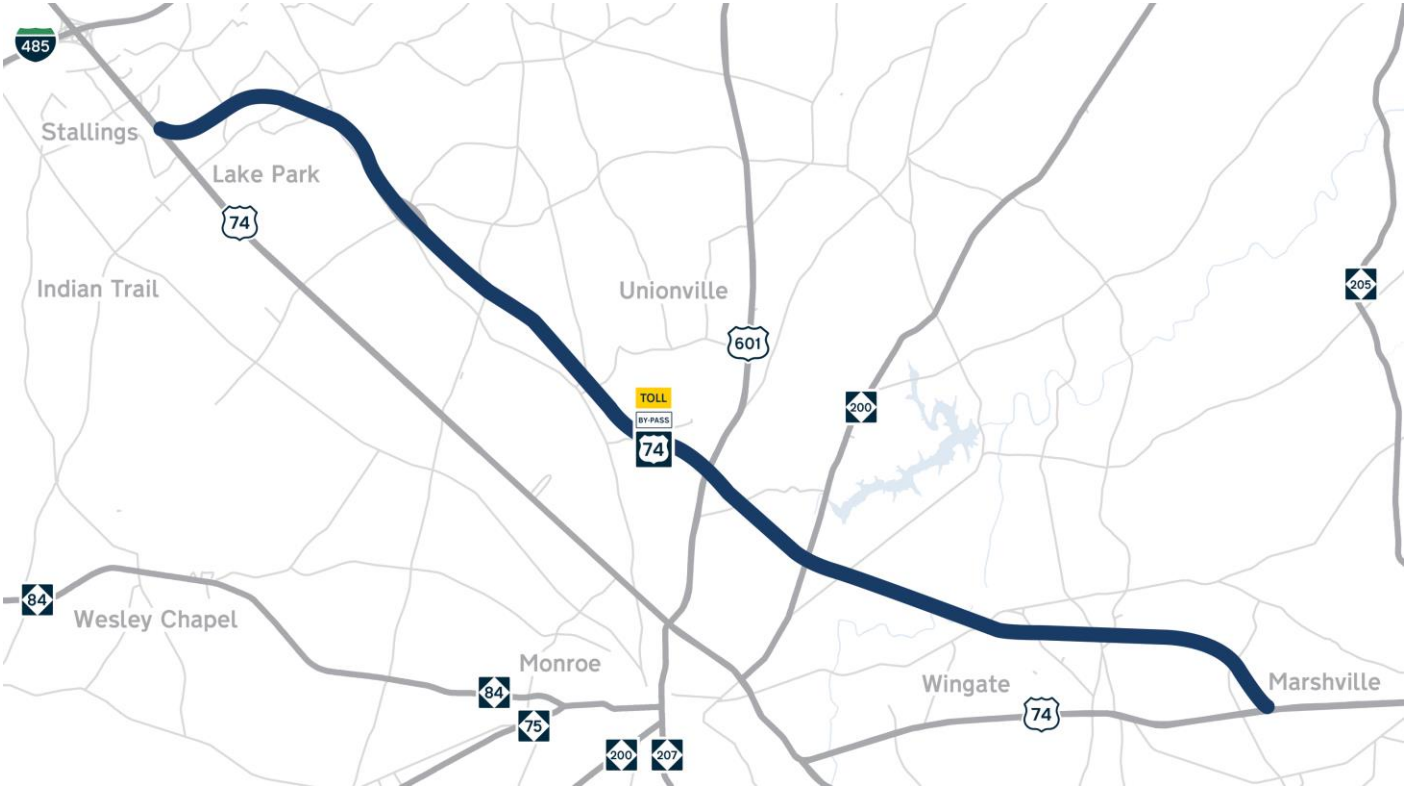 485
Stallings
Lake Park
74
Indian Trail
Unionville
205
601
TOLL
BY-PASS
74
200
84
Wesley Chapel
Monroe
84
75
200
207
Wingate
74
Marshville